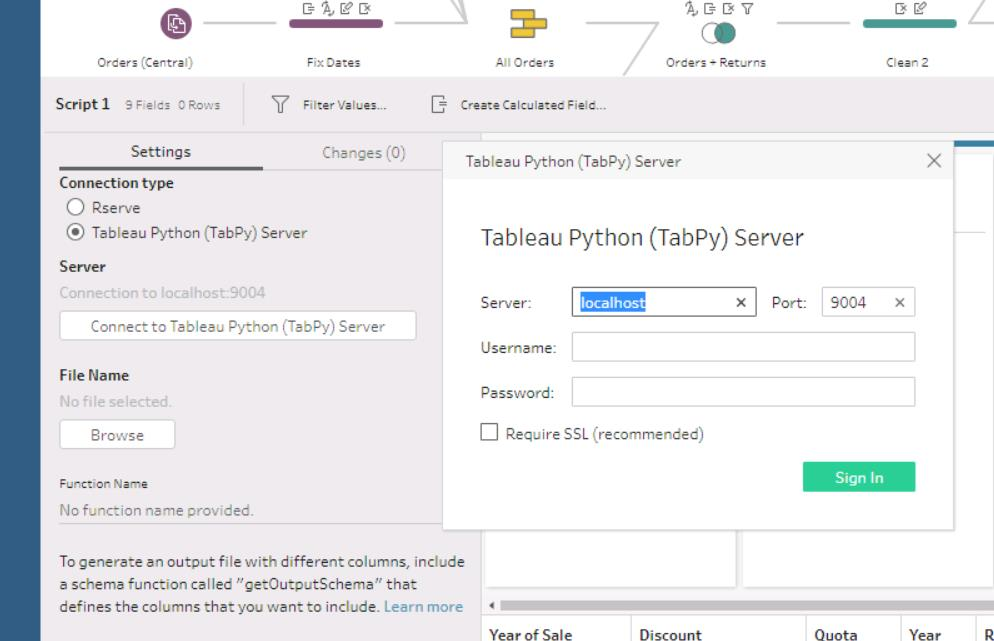 Orders (Central)
Fix Dates
All Orders
Orders + Returns
Clean 2
Script 1 9 Fields 0 Rows
Filter Values...
Create Calculated Field...
Settings
Changes (0)
Connection type
Rserve
Tableau Python (TabPy) Server
Server
Connection to localhost:9004
Connect to Tableau Python (TabPy) Server
File Name
No file selected.
Browse
Function Name
No function name provided.
To generate an output file with different columns, include
a schema function called "getOutputSchema" that
defines the columns that you want to include. Learn more
Tableau Python (TabPy) Server
Tableau Python (TabPy) Server
Server: localhost Port: 9004
Username:
Password:
Require SSL (recommended)
Sign In
Year of Sale
Discount
Quota
Year